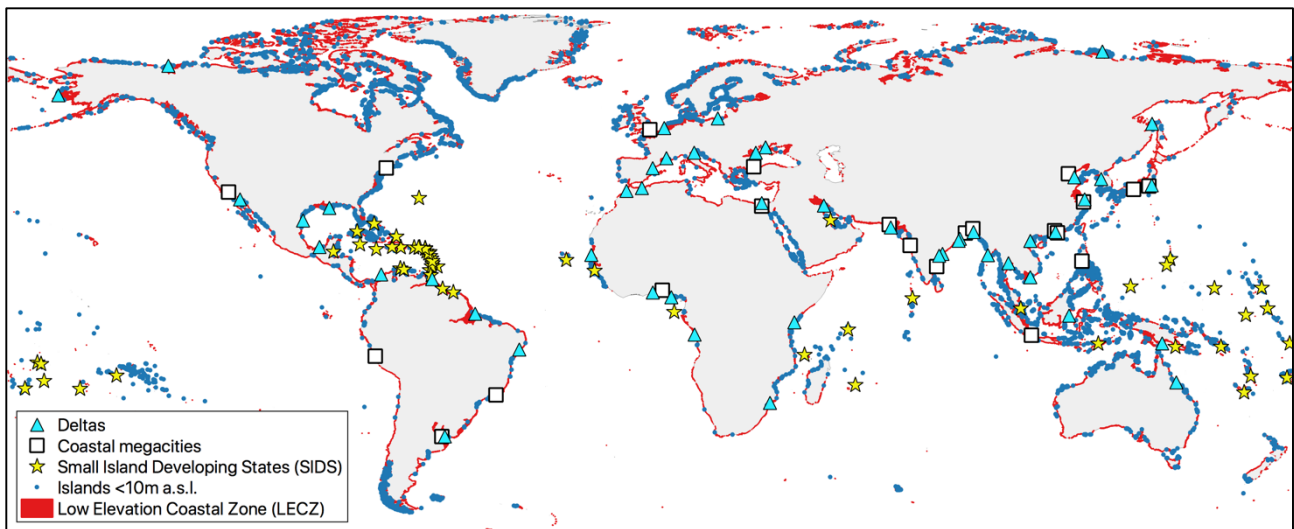 Deltas
Coastal megacities
Small Island Developing States (SIDS)
Islands <10m a.s.l.
Low Elevation Coastal Zone (LECZ)